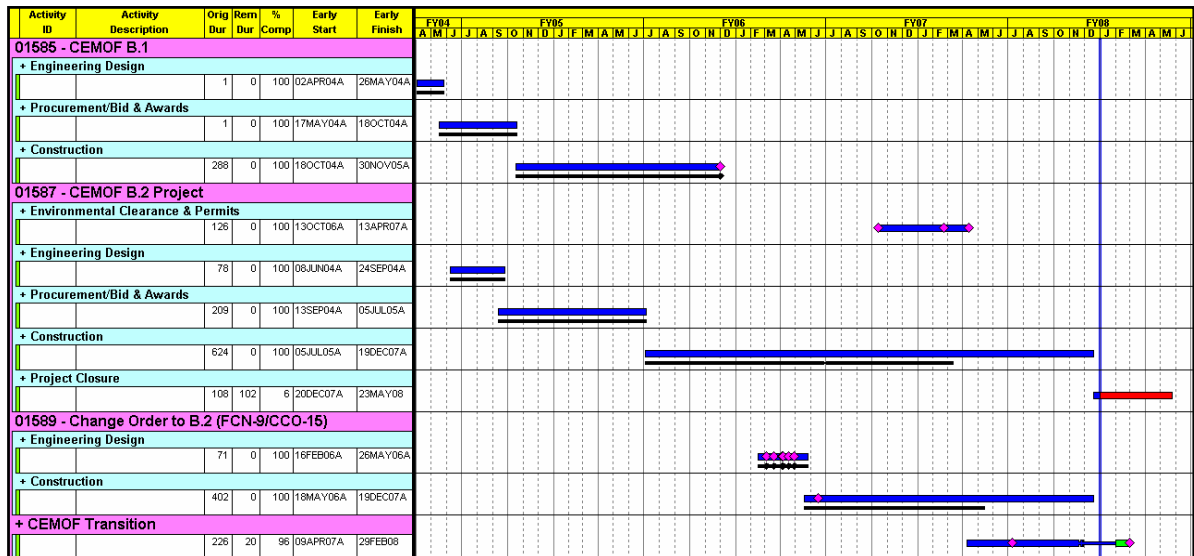 Activity Activity Orig Rem % Early Early
ID Description Dur Dur Comp Start Finish
FY04 FY05 FY06 FY07 FY08
A M J J A S O N D J F M A M J J A S O N D J F M A M J J A S O N D J F M A M J J A S O N D J F M A M J
01585 - CEMOF B.1
+ Engineering Design
1 0 100 02APR04A 26MAY04A
+ Procurement/Bid & Awards
1 0 100 17MAY04A 18OCT04A
+ Construction
288 0 100 18OCT04A 30NOV05A
01587 - CEMOF B.2 Project
+ Environmental Clearance & Permits
126 0 100 13OCT06A 13APR07A
+ Engineering Design
78 0 100 08JUN04A 24SEP04A
+ Procurement/Bid & Awards
209 0 100 13SEP04A 05JUL05A
+ Construction
624 0 100 05JUL05A 19DEC07A
+ Project Closure
108 102 6 20DEC07A 23MAY08
01589 - Change Order to B.2 (FCN-9/CCO-15)
+ Engineering Design
71 0 100 16FEB06A 26MAY06A
+ Construction
402 0 100 18MAY06A 19DEC07A
+ CEMOF Transition
226 20 96 09APR07A 29FEB08